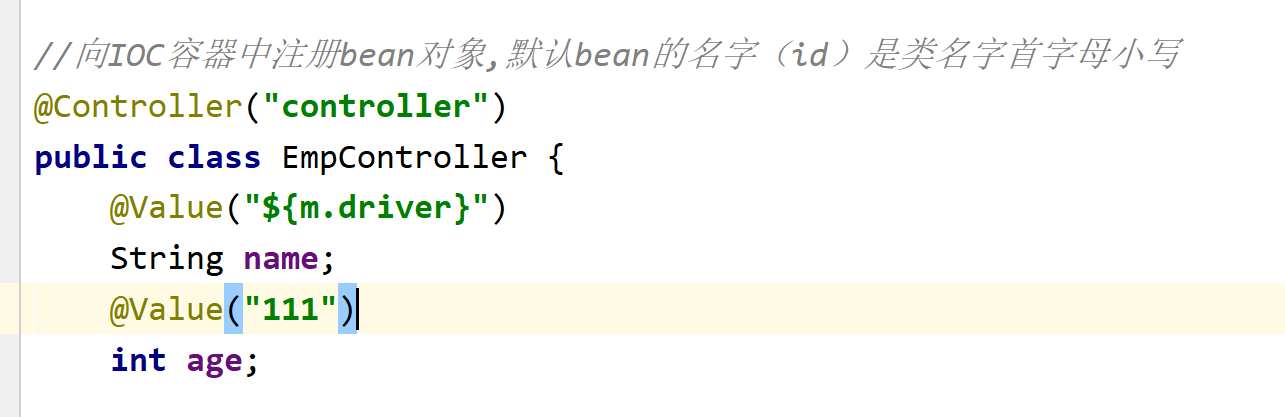 //向IOC容器中注册bean对象,默认bean的名字（id）是类名字首字母小写
@Controller("controller")
public class EmpController {
@Value("${m.driver}")
String name;
@Value("111")
int age;